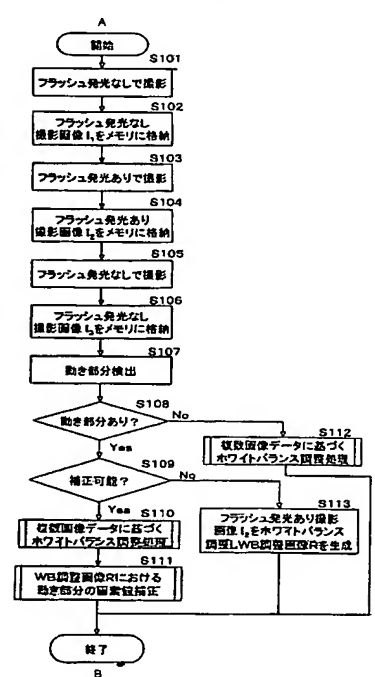 A
開始
S101
フラッシュ発光なしで撮影
S102
フラッシュ発光なし
撮影画像 I₁をメモリに格納
S103
フラッシュ発光ありで撮影
S104
フラッシュ発光あり
撮影画像 I₂をメモリに格納
S105
フラッシュ発光なしで撮影
S106
フラッシュ発光なし
撮影画像 I₃をメモリに格納
S107
動き部分検出
S108
動き部分あり?
No
Yes
S112
複数画像データに基づく
ホワイトバランス調整処理
S109
補正可能?
No
Yes
S110
複数画像データに基づく
ホワイトバランス調整処理
S113
フラッシュ発光あり撮影
画像 I₂をホワイトバランス
調整しWB調整画像Rを生成
S111
WB調整画像Rにおける
動き部分の画素値補正
終了
B